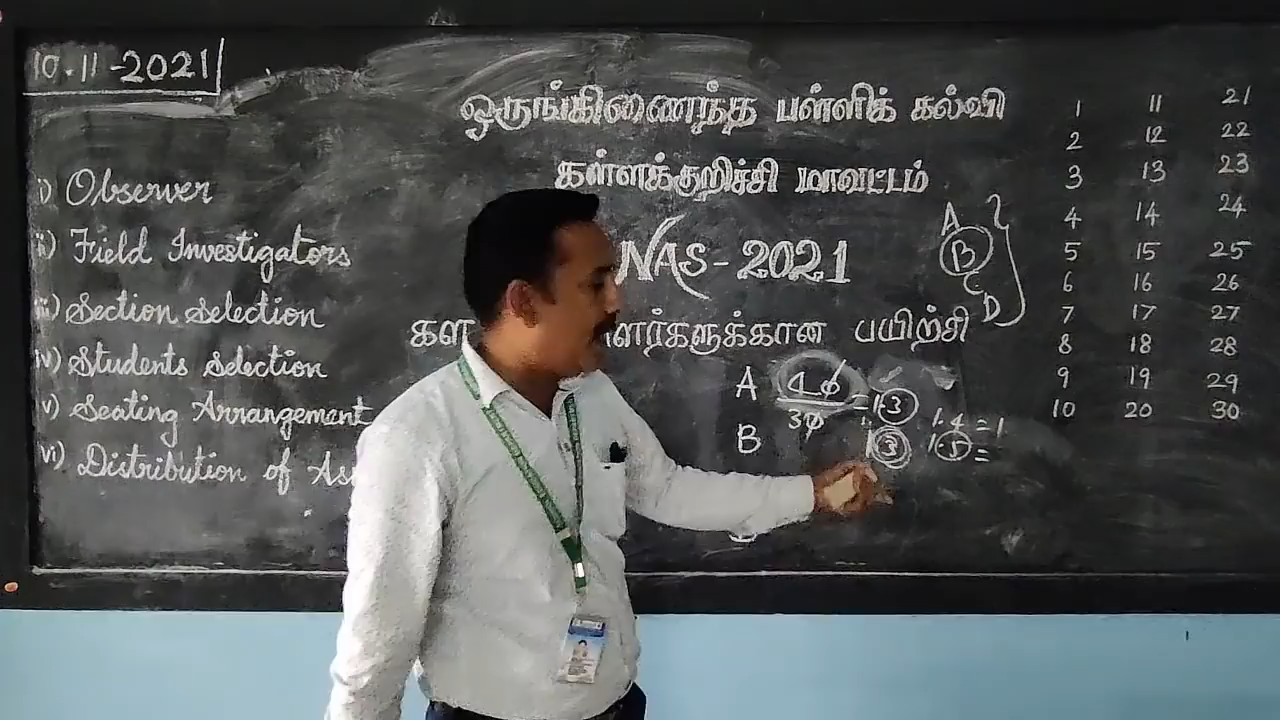 10.11-2021
ஒருங்கிணைந்த பள்ளிக் கல்வி
கள்ளக்குறிச்சி மாவட்டம்
NAS-2021
பயிற்சி
i) Observer
ii) Field Investigators
iii) Section Selection
iv) Students Selection
v) Seating Arrangement
vi) Distribution of
A
B
C
D
A
B
1.4 = 1
1 11 21
2 12 22
3 13 23
4 14 24
5 15 25
6 16 26
7 17 27
8 18 28
9 19 29
10 20 30